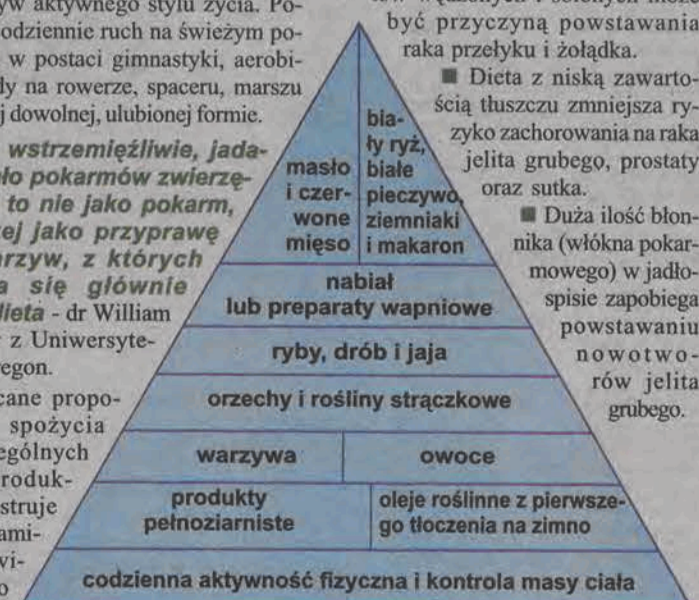 aktywnego stylu życia. Po-
odziennie ruch na świeżym po-
w postaci gimnastyki, aerobi-
dy na rowerze, spaceru, marszu
j dowolnej, ulubionej formie.
wstrzemięźliwie, jada-
ło pokarmów zwierzę-
to nie jako pokarm,
ej jako przyprawę
arzyw, z których
a się głównie
dieta - dr William
z Uniwersyte-
regon.
cane propo-
spożycia
ególnych
roduk-
struje
ami-
wi-
o
być przyczyną powstawania
raka przełyku i żołądka.
■ Dieta z niską zawarto-
ścią tłuszczu zmniejsza ry-
zyko zachorowania na raka
jelita grubego, prostaty
oraz sutka.
■ Duża ilość błon-
nika (włókna pokar-
mowego) w jadło-
spisie zapobiega
powstawaniu
nowotwo-
rów jelita
grubego.
masło
i czer-
wone
mięso
bia-
ły ryż,
białe
pieczywo,
ziemniaki
i makaron
nabiał
lub preparaty wapniowe
ryby, drób i jaja
orzechy i rośliny strączkowe
warzywa
owoce
produkty
pełnoziarniste
oleje roślinne z pierwsze-
go tłoczenia na zimno
codzienna aktywność fizyczna i kontrola masy ciała